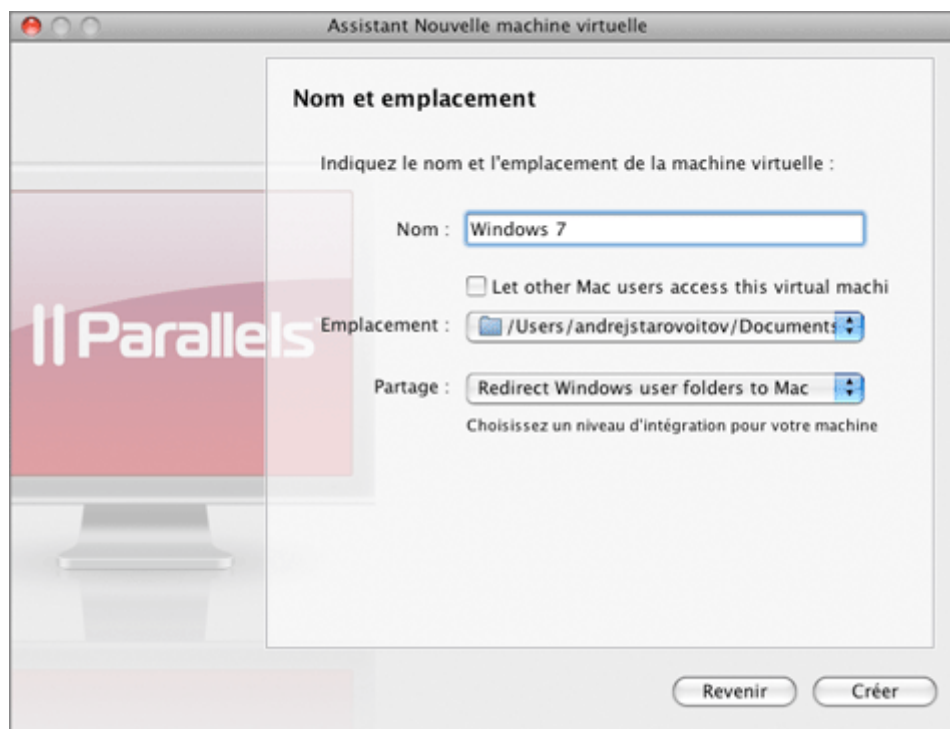 Assistant Nouvelle machine virtuelle
Nom et emplacement
Indiquez le nom et l'emplacement de la machine virtuelle :
Nom : Windows 7
Let other Mac users access this virtual machi
Emplacement : /Users/andrejstarovoitov/Documents
Parallels
Partage : Redirect Windows user folders to Mac
Choisissez un niveau d'intégration pour votre machine
Revenir Créer